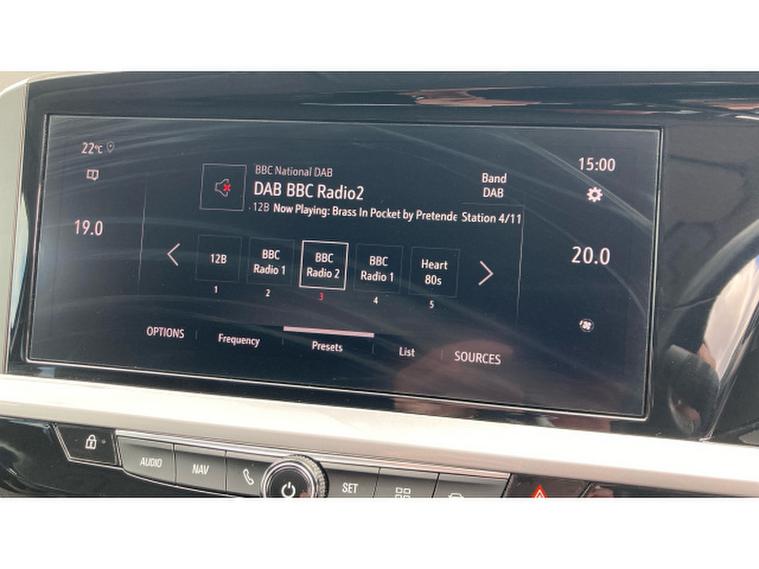 22°C
15:00
BBC National DAB
DAB BBC Radio2
Band
DAB
12B Now Playing: Brass In Pocket by Pretende
Station 4/11
19.0
20.0
12B
BBC Radio 1
BBC Radio 2
BBC Radio 1
Heart 80s
1 2 3 4 5
OPTIONS Frequency Presets List SOURCES
AUDIO NAV SET